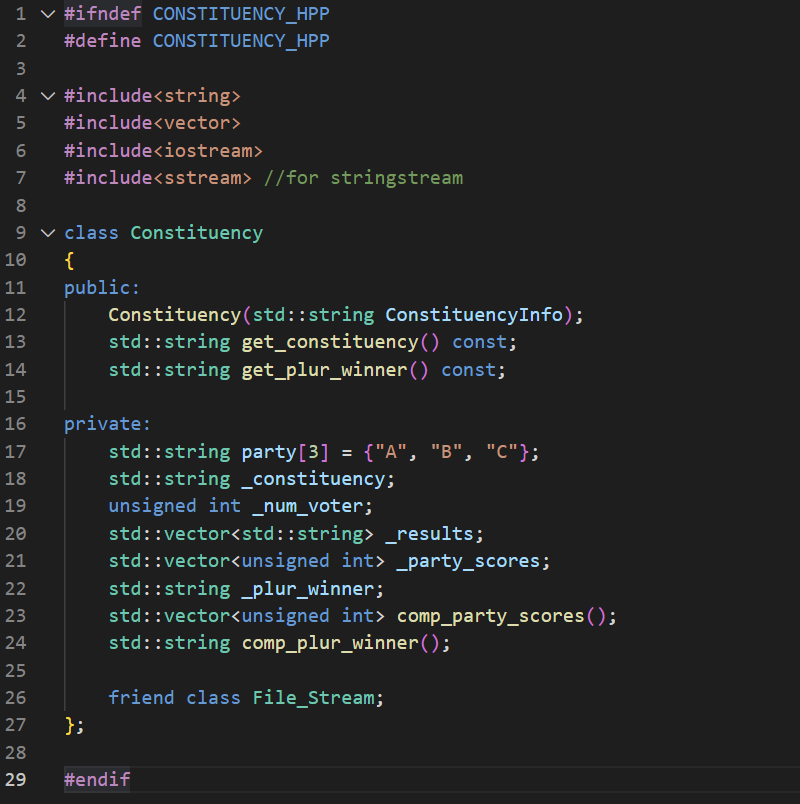 1 #ifndef CONSTITUENCY_HPP
2 #define CONSTITUENCY_HPP
3
4 #include<string>
5 #include<vector>
6 #include<iostream>
7 #include<sstream> //for stringstream
8
9 class Constituency
10 {
11 public:
12     Constituency(std::string ConstituencyInfo);
13     std::string get_constituency() const;
14     std::string get_plur_winner() const;
15
16 private:
17     std::string party[3] = {"A", "B", "C"};
18     std::string _constituency;
19     unsigned int _num_voter;
20     std::vector<std::string> _results;
21     std::vector<unsigned int> _party_scores;
22     std::string _plur_winner;
23     std::vector<unsigned int> comp_party_scores();
24     std::string comp_plur_winner();
25
26     friend class File_Stream;
27 };
28
29 #endif